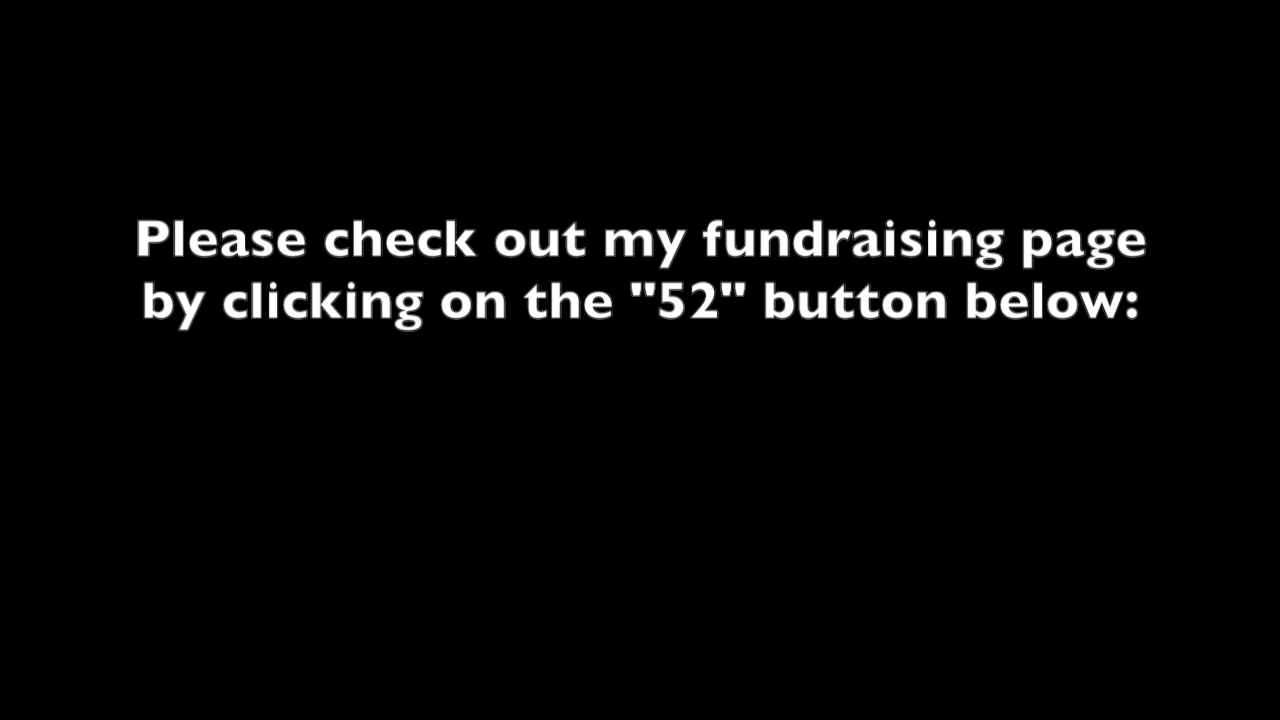 Please check out my fundraising page
by clicking on the "52" button below: